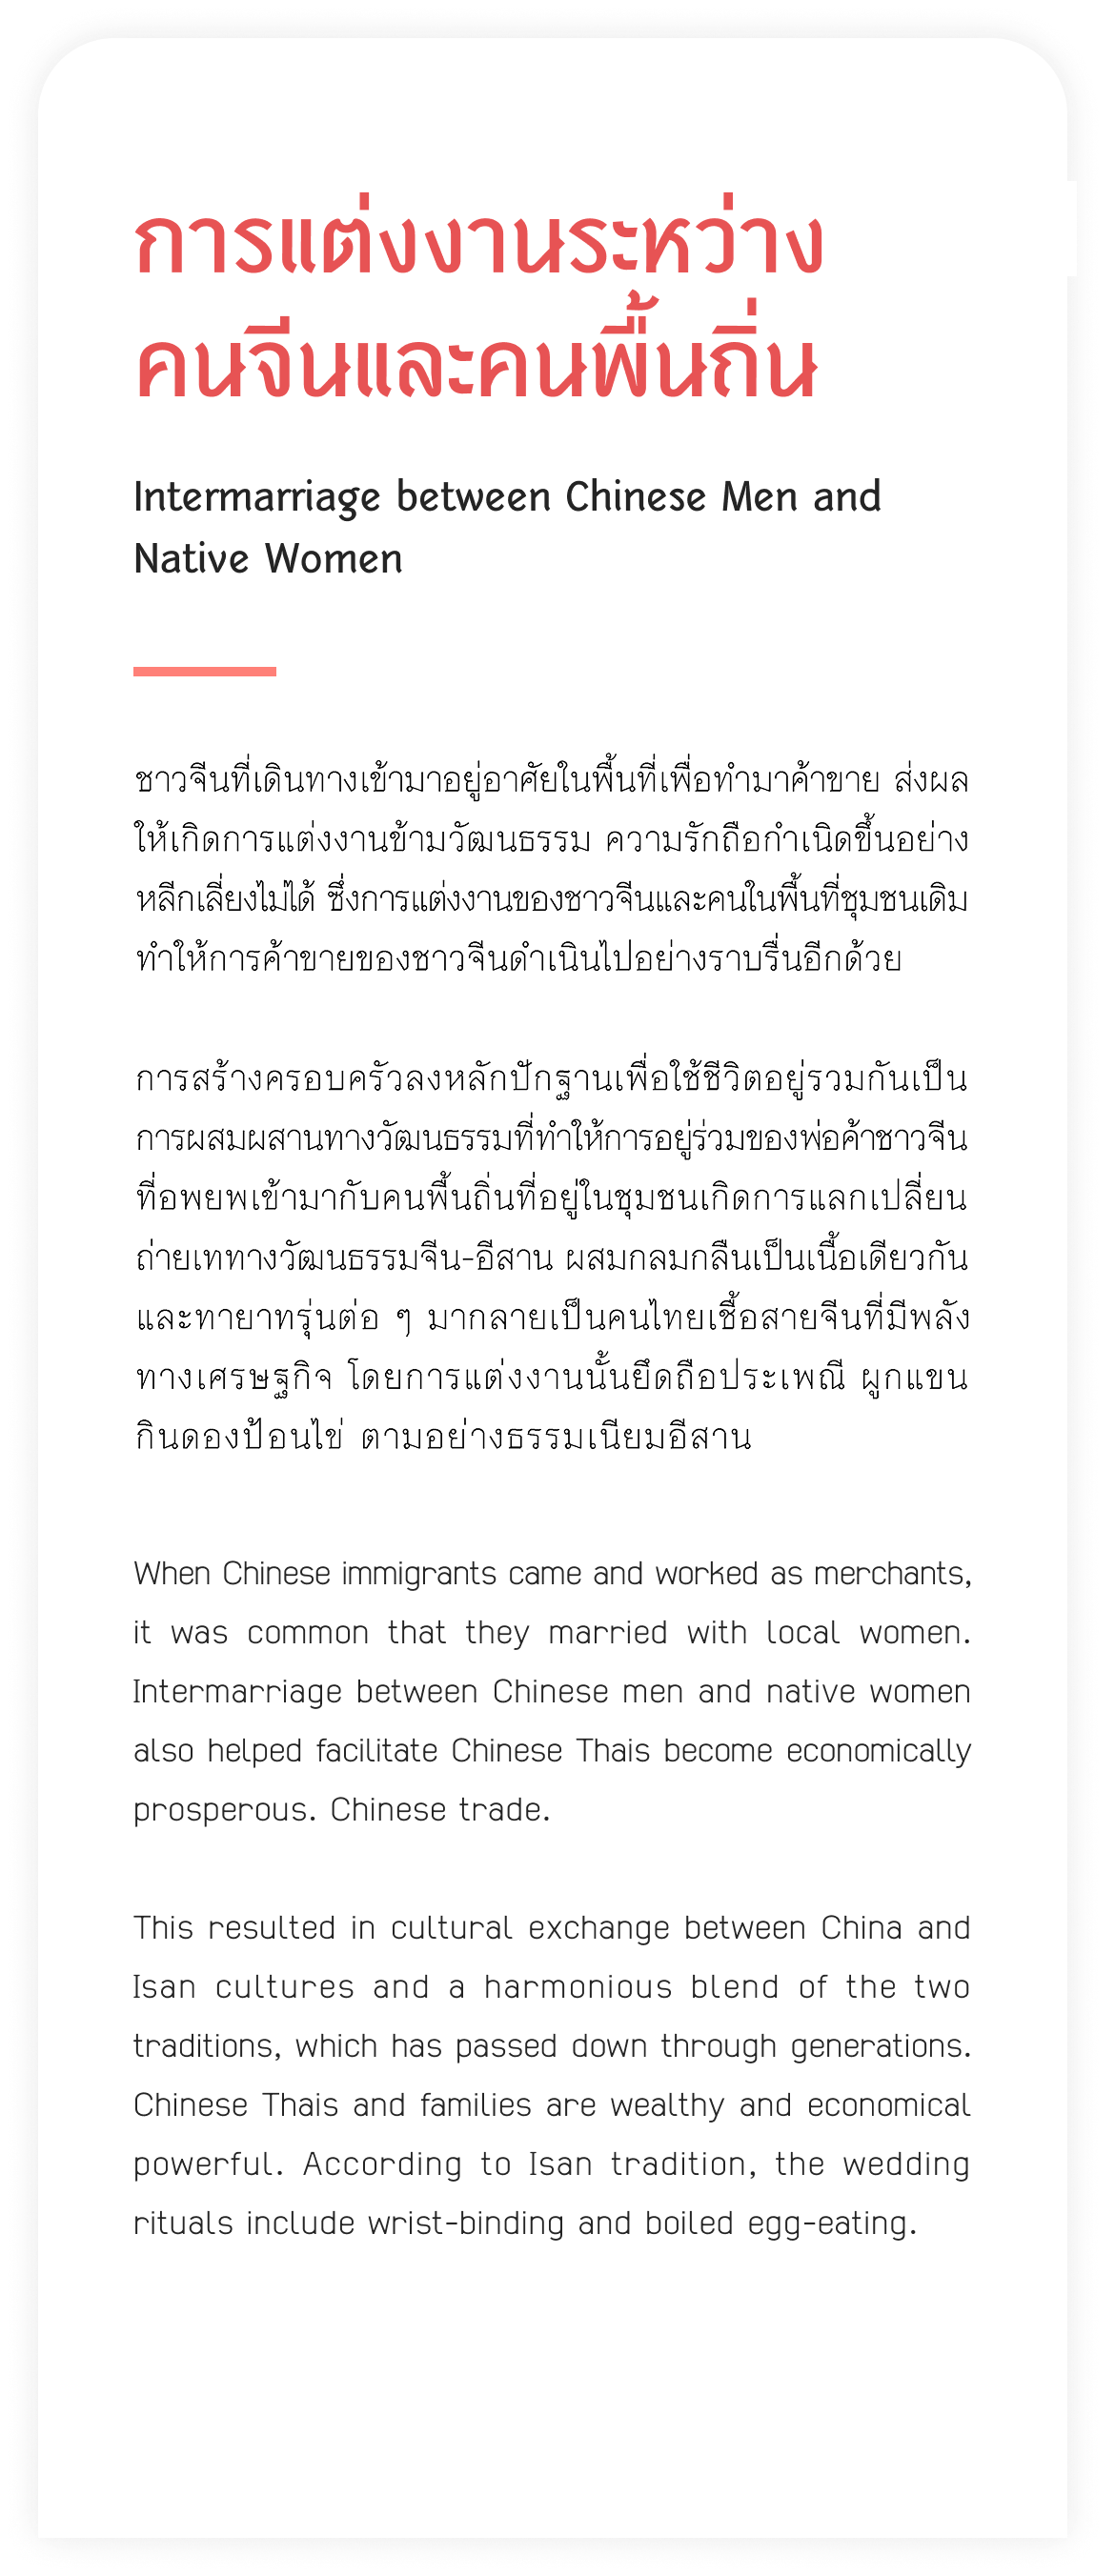 การแต่งงานระหว่าง
คนจีนและคนพื้นถิ่น
Intermarriage between Chinese Men and
Native Women
ชาวจีนที่เดินทางเข้ามาอยู่อาศัยในพื้นที่เพื่อทำมาค้าขาย ส่งผล
ให้เกิดการแต่งงานข้ามวัฒนธรรม ความรักถือกำเนิดขึ้นอย่าง
หลีกเลี่ยงไม่ได้ ซึ่งการแต่งงานของชาวจีนและคนในพื้นที่ชุมชนเดิม
ทำให้การค้าขายของชาวจีนดำเนินไปอย่างราบรื่นอีกด้วย
การสร้างครอบครัวลงหลักปักฐานเพื่อใช้ชีวิตอยู่รวมกันเป็น
การผสมผสานทางวัฒนธรรมที่ทำให้การอยู่ร่วมของพ่อค้าชาวจีน
ที่อพยพเข้ามากับคนพื้นถิ่นที่อยู่ในชุมชนเกิดการแลกเปลี่ยน
ถ่ายเททางวัฒนธรรมจีน-อีสาน ผสมกลมกลืนเป็นเนื้อเดียวกัน
และทายาทรุ่นต่อ ๆ มากลายเป็นคนไทยเชื้อสายจีนที่มีพลัง
ทางเศรษฐกิจ โดยการแต่งงานนั้นยึดถือประเพณี ผูกแขน
กินดองป้อนไข่ ตามอย่างธรรมเนียมอีสาน
When Chinese immigrants came and worked as merchants,
it was common that they married with local women.
Intermarriage between Chinese men and native women
also helped facilitate Chinese Thais become economically
prosperous. Chinese trade.
This resulted in cultural exchange between China and
Isan cultures and a harmonious blend of the two
traditions, which has passed down through generations.
Chinese Thais and families are wealthy and economical
powerful. According to Isan tradition, the wedding
rituals include wrist-binding and boiled egg-eating.